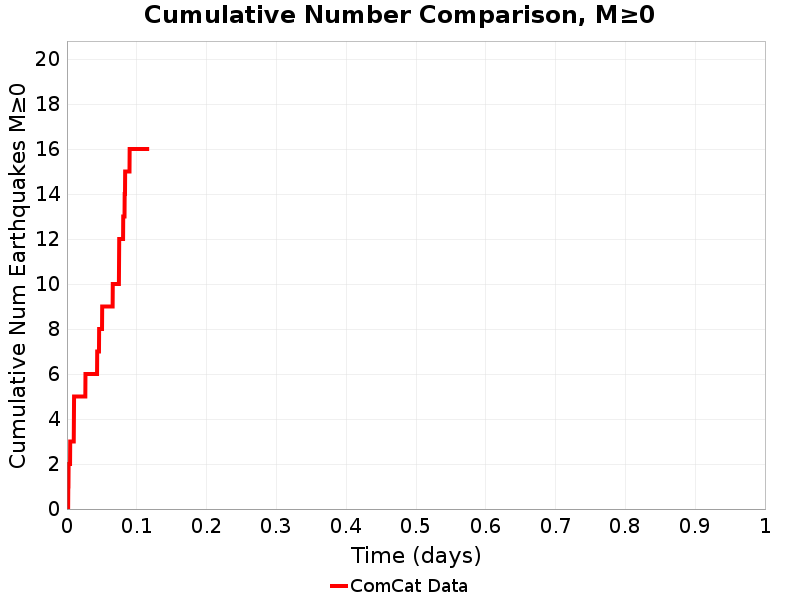 Cumulative Number Comparison, M≥0
Cumulative Num Earthquakes M≥0
20
18
16
14
12
10
8
6
4
2
0
0 0.1 0.2 0.3 0.4 0.5 0.6 0.7 0.8 0.9 1
Time (days)
ComCat Data